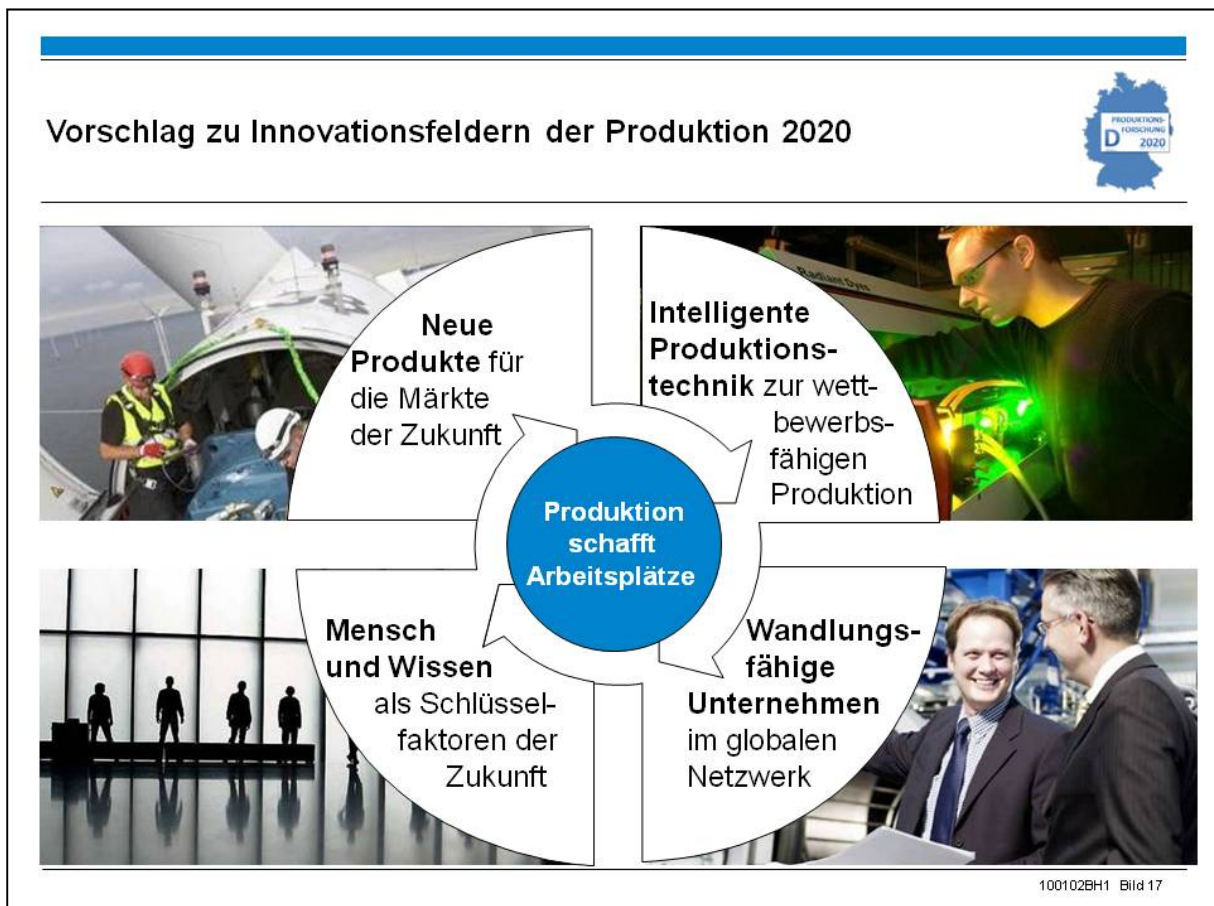 Vorschlag zu Innovationsfeldern der Produktion 2020
PRODUKTIONS-
FORSCHUNG
D 2020
Neue
Produkte für
die Märkte
der Zukunft
Radiant Dyes
Intelligente
Produktions-
technik zur wett-
bewerbs-
fähigen
Produktion
Produktion
schafft
Arbeitsplätze
Mensch
und Wissen
als Schlüssel-
faktoren der
Zukunft
Wandlungs-
fähige
Unternehmen
im globalen
Netzwerk
100102BH1 Bild 17